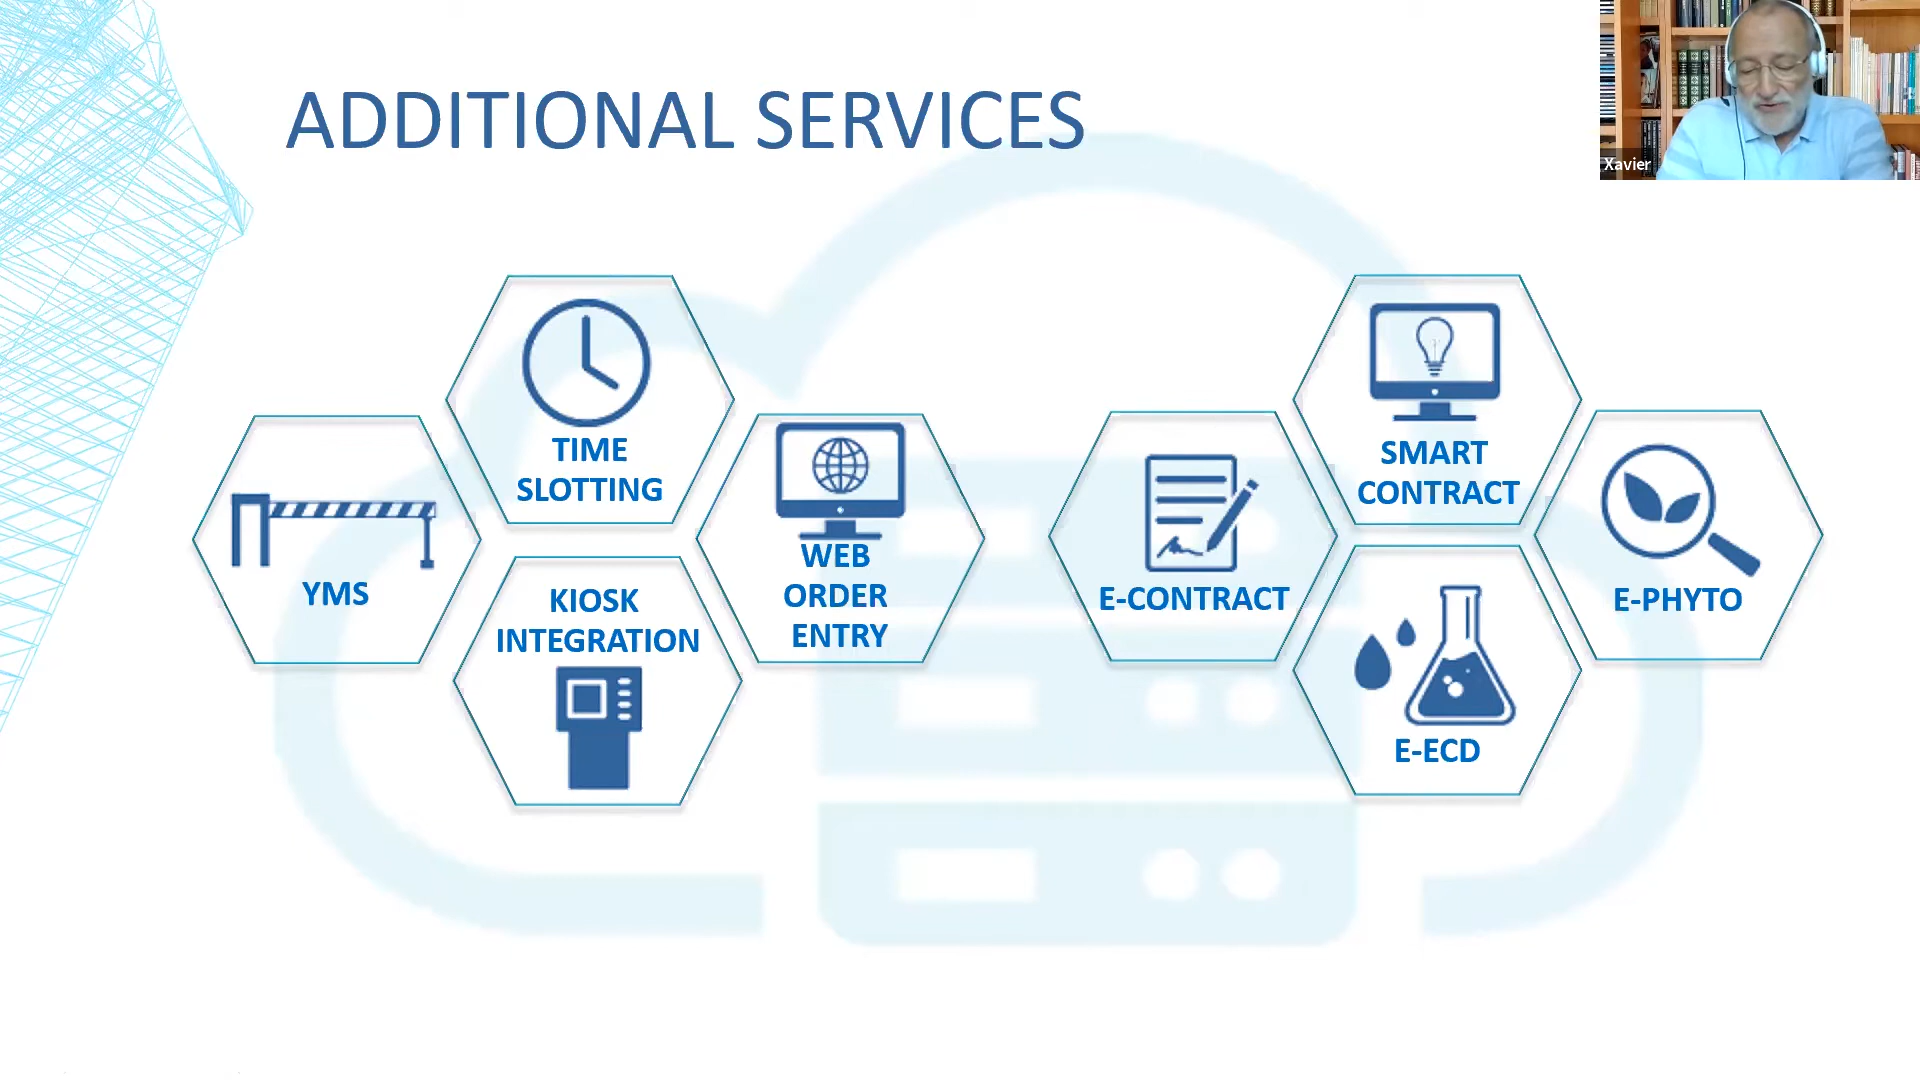 ADDITIONAL SERVICES
Xavier
TIME
SLOTTING
YMS
KIOSK
INTEGRATION
WEB
ORDER
ENTRY
SMART
CONTRACT
E-CONTRACT
E-ECD
E-PHYTO